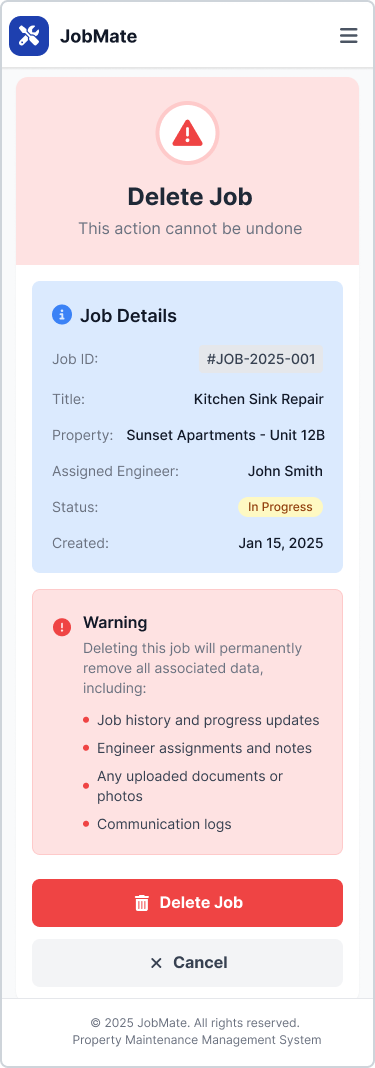 JobMate
Delete Job
This action cannot be undone
Job Details
Job ID: #JOB-2025-001
Title: Kitchen Sink Repair
Property: Sunset Apartments - Unit 12B
Assigned Engineer: John Smith
Status: In Progress
Created: Jan 15, 2025
Warning
Deleting this job will permanently
remove all associated data,
including:
Job history and progress updates
Engineer assignments and notes
Any uploaded documents or
photos
Communication logs
Delete Job
Cancel
© 2025 JobMate. All rights reserved.
Property Maintenance Management System